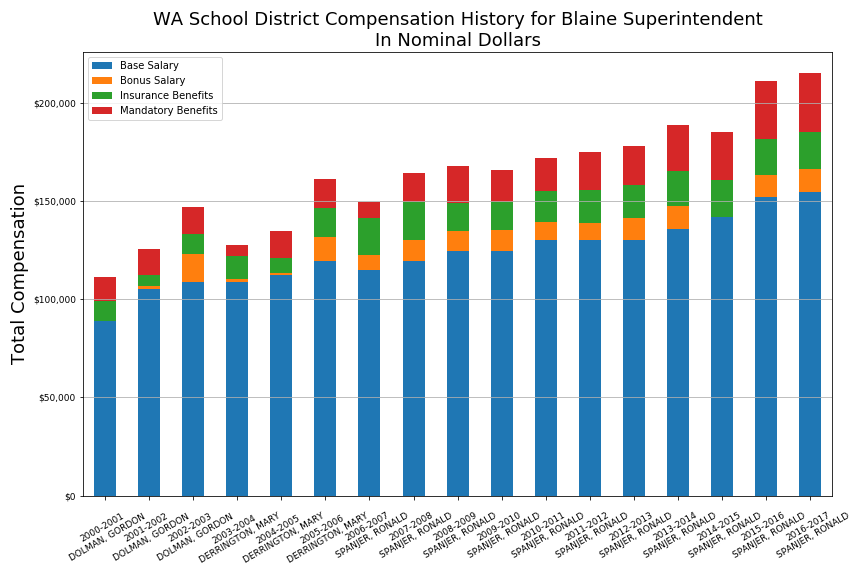 WA School District Compensation History for Blaine Superintendent
In Nominal Dollars
Base Salary
Bonus Salary
Insurance Benefits
Mandatory Benefits
Total Compensation
$200,000
$150,000
$100,000
$50,000
$0
2000-2001
DOLMAN, GORDON
2001-2002
DOLMAN, GORDON
2002-2003
DOLMAN, GORDON
2003-2004
DERRINGTON, MARY
2004-2005
DERRINGTON, MARY
2005-2006
DERRINGTON, MARY
2006-2007
SPANJER, RONALD
2007-2008
SPANJER, RONALD
2008-2009
SPANJER, RONALD
2009-2010
SPANJER, RONALD
2010-2011
SPANJER, RONALD
2011-2012
SPANJER, RONALD
2012-2013
SPANJER, RONALD
2013-2014
SPANJER, RONALD
2014-2015
SPANJER, RONALD
2015-2016
SPANJER, RONALD
2016-2017
SPANJER, RONALD